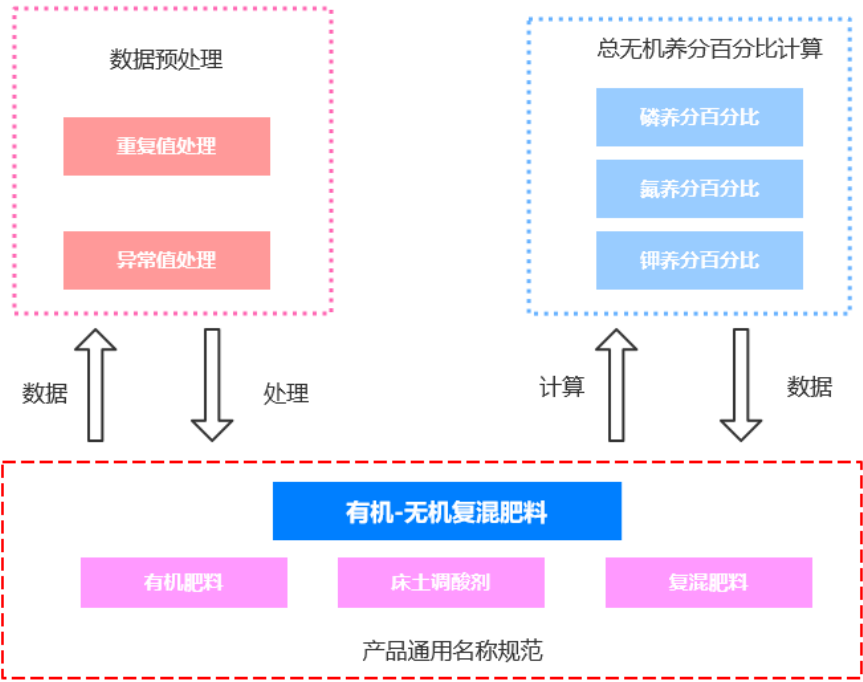 数据预处理
重复值处理
异常值处理
总无机养分百分比计算
磷养分百分比
氮养分百分比
钾养分百分比
数据
处理
计算
数据
有机-无机复混肥料
有机肥料
床土调酸剂
复混肥料
产品通用名称规范